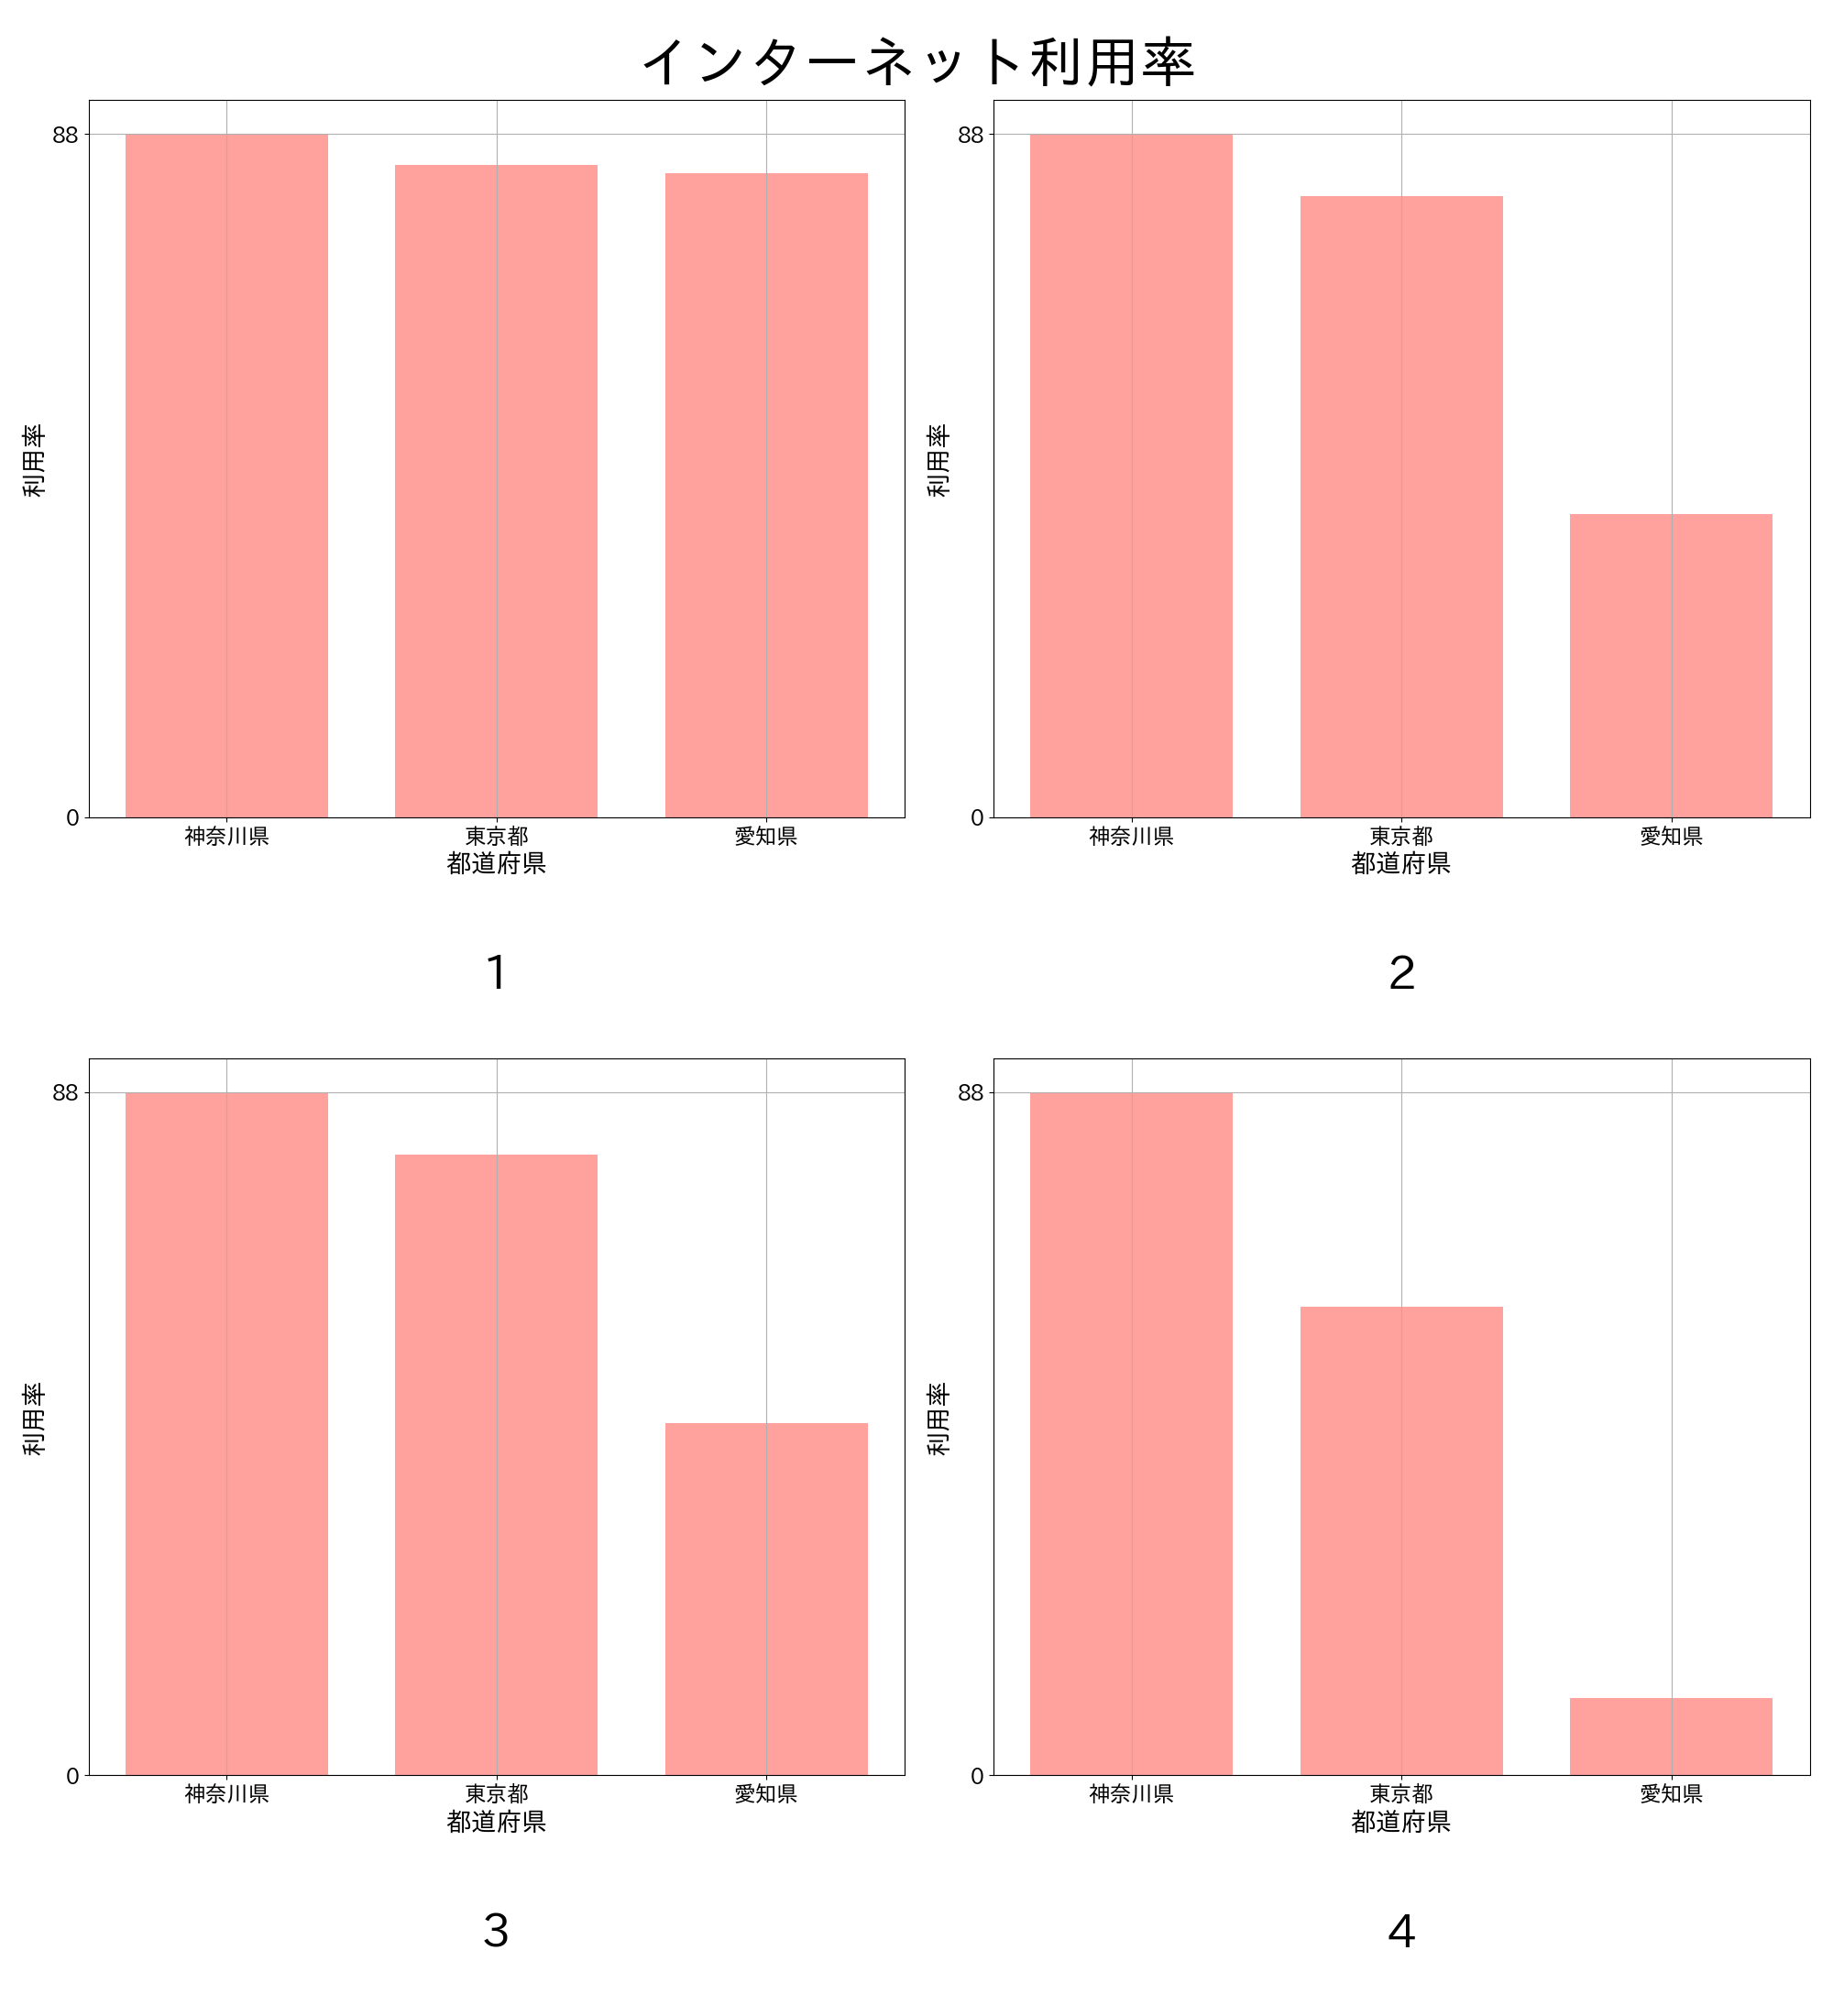 インターネット利用率
88
0
利用率
神奈川県 東京都 愛知県
都道府県
1
88
0
利用率
神奈川県 東京都 愛知県
都道府県
2
88
0
利用率
神奈川県 東京都 愛知県
都道府県
3
88
0
利用率
神奈川県 東京都 愛知県
都道府県
4